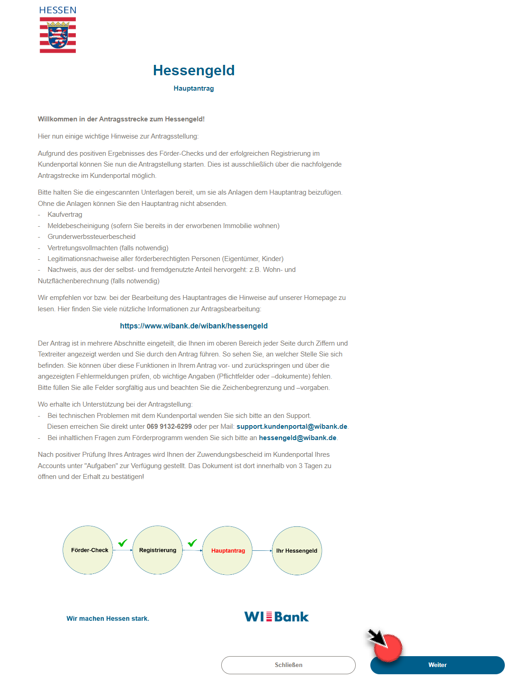 HESSEN
Hessengeld
Hauptantrag
Willkommen in der Antragsstrecke zum Hessengeld!
Hier nun einige wichtige Hinweise zur Antragsstellung:
Aufgrund des positiven Ergebnisses des Förder-Checks und der erfolgreichen Registrierung im
Kundenportal können Sie nun die Antragstellung starten. Dies ist ausschließlich über die nachfolgende
Antragstrecke im Kundenportal möglich.
Bitte halten Sie die eingescannten Unterlagen bereit, um sie als Anlagen dem Hauptantrag beizufügen.
Ohne die Anlagen können Sie den Hauptantrag nicht absenden.
- Kaufvertrag
- Meldebescheinigung (sofern Sie bereits in der erworbenen Immobilie wohnen)
- Grunderwerbssteuerbescheid
- Vertretungsvollmachten (falls notwendig)
- Legitimationsnachweise aller förderberechtigten Personen (Eigentümer, Kinder)
- Nachweis, aus der der selbst- und fremdgenutzte Anteil hervorgeht: z.B. Wohn- und
Nutzflächenberechnung (falls notwendig)
Wir empfehlen vor bzw. bei der Bearbeitung des Hauptantrages die Hinweise auf unserer Homepage zu
lesen. Hier finden Sie viele nützliche Informationen zur Antragsbearbeitung:
https://www.wibank.de/wibank/hessengeld
Der Antrag ist in mehrere Abschnitte eingeteilt, die Ihnen im oberen Bereich jeder Seite durch Ziffern und
Textreiter angezeigt werden und Sie durch den Antrag führen. So sehen Sie, an welcher Stelle Sie sich
befinden. Sie können über diese Funktionen in Ihrem Antrag vor- und zurückspringen und über die
angezeigten Fehlermeldungen prüfen, ob wichtige Angaben (Pflichtfelder oder –dokumente) fehlen.
Bitte füllen Sie alle Felder sorgfältig aus und beachten Sie die Zeichenbegrenzung und –vorgaben.
Wo erhalte ich Unterstützung bei der Antragstellung:
- Bei technischen Problemen mit dem Kundenportal wenden Sie sich bitte an den Support.
Diesen erreichen Sie direkt unter 069 9132-6299 oder per Mail: support.kundenportal@wibank.de.
- Bei inhaltlichen Fragen zum Förderprogramm wenden Sie sich bitte an hessengeld@wibank.de.
Nach positiver Prüfung Ihres Antrages wird Ihnen der Zuwendungsbescheid im Kundenportal Ihres
Accounts unter "Aufgaben" zur Verfügung gestellt. Das Dokument ist dort innerhalb von 3 Tagen zu
öffnen und der Erhalt zu bestätigen!
Förder-Check
Registrierung
Hauptantrag
Ihr Hessengeld
Wir machen Hessen stark.
WIBank
Schließen
Weiter